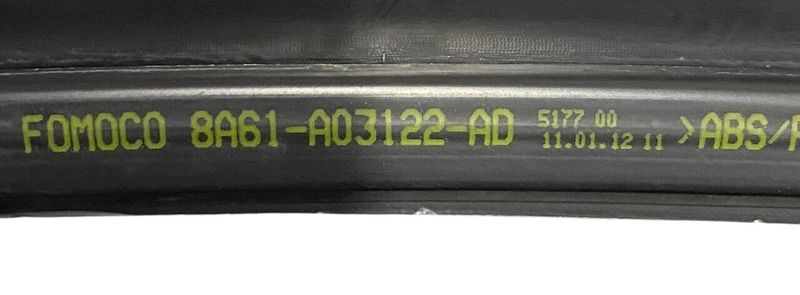 FOMOCO 8A61-A03122-AD 5177 00
11.01.12 11 >ABS/